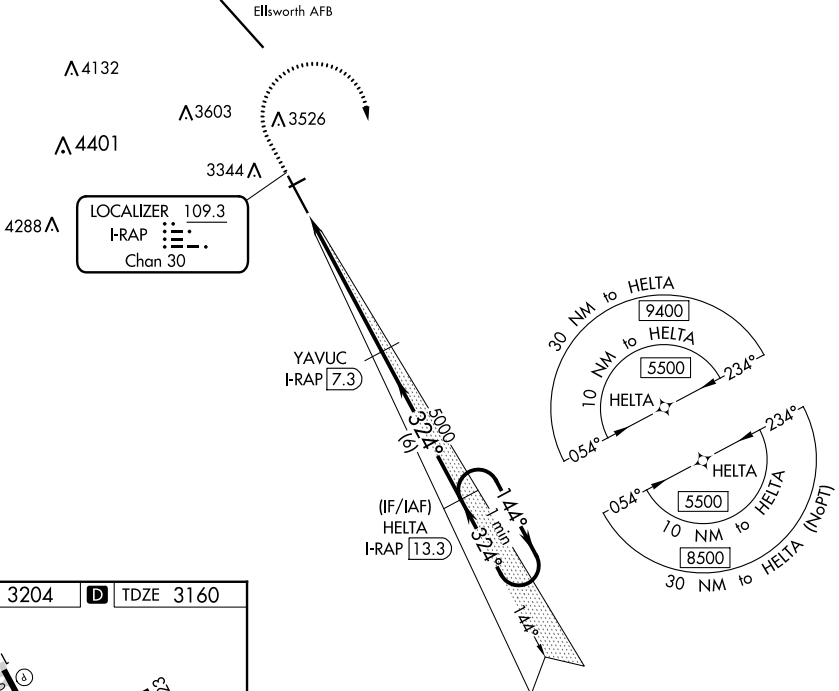 Ellsworth AFB
4132
3603
3526
4401
3344
4288
LOCALIZER 109.3
I-RAP
Chan 30
YAVUC
I-RAP 7.3
5000
324°
(6)
(IF/IAF)
HELTA
I-RAP 13.3
144°
1 min
324°
144°
30 NM to HELTA
9400
10 NM to HELTA
5500
234°
HELTA
054°
234°
HELTA
054°
5500
10 NM to HELTA
8500
30 NM to HELTA (NoPT)
3204 D TDZE 3160
P